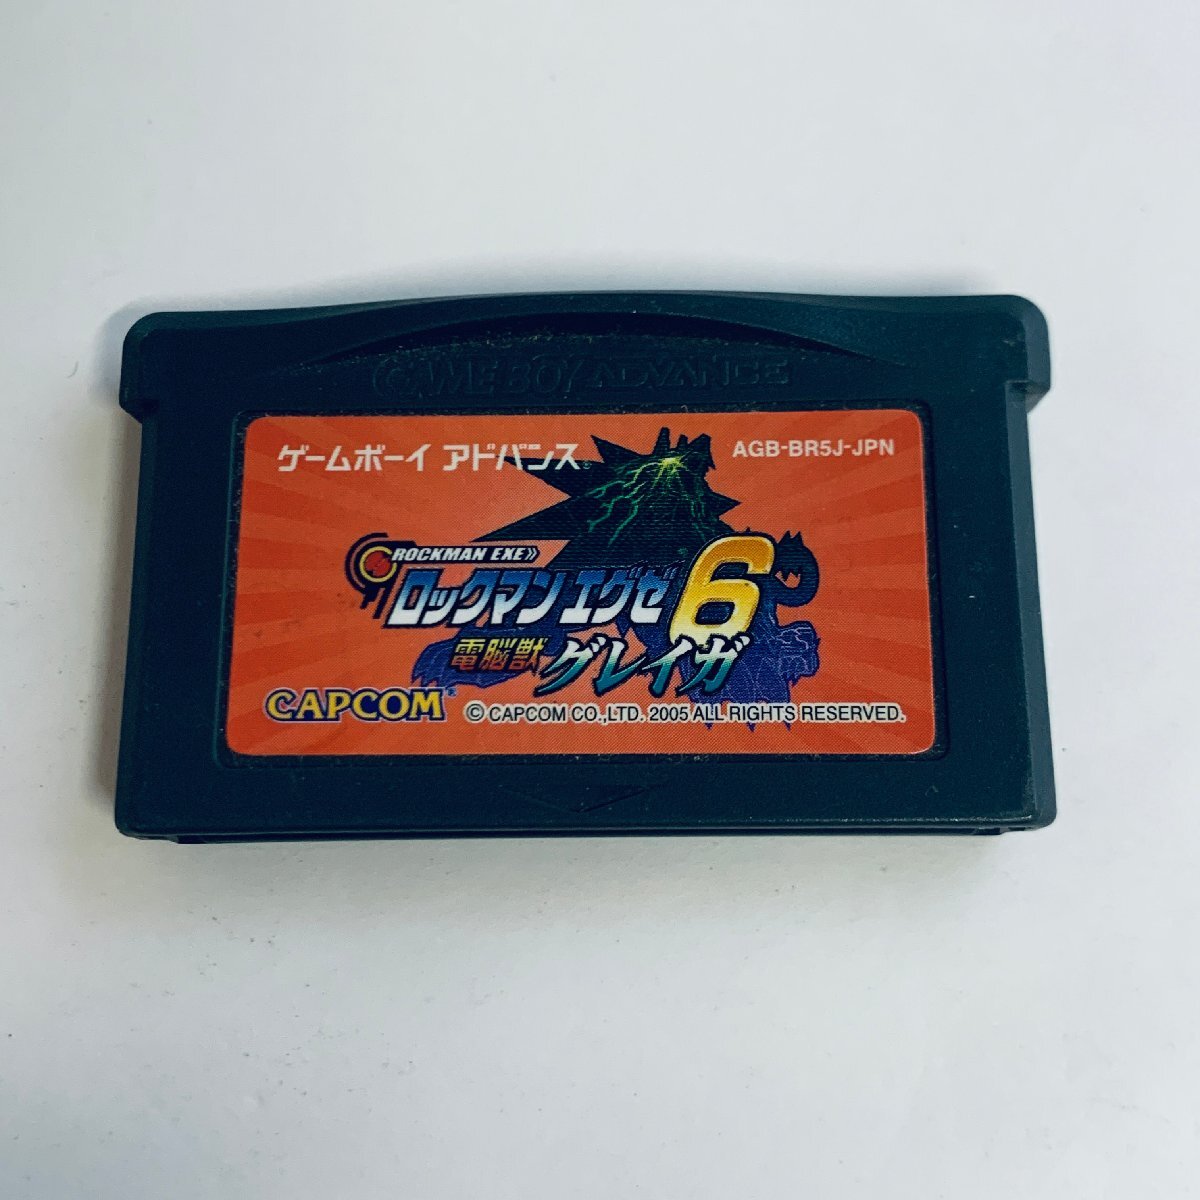 GAME BOY ADVANCE
ゲームボーイ アドバンス®
AGB-BR5J-JPN
ROCKMAN EXE
ロックマンエグゼ6
電脳獣 グレイガ
CAPCOM®
© CAPCOM CO.,LTD. 2005 ALL RIGHTS RESERVED.